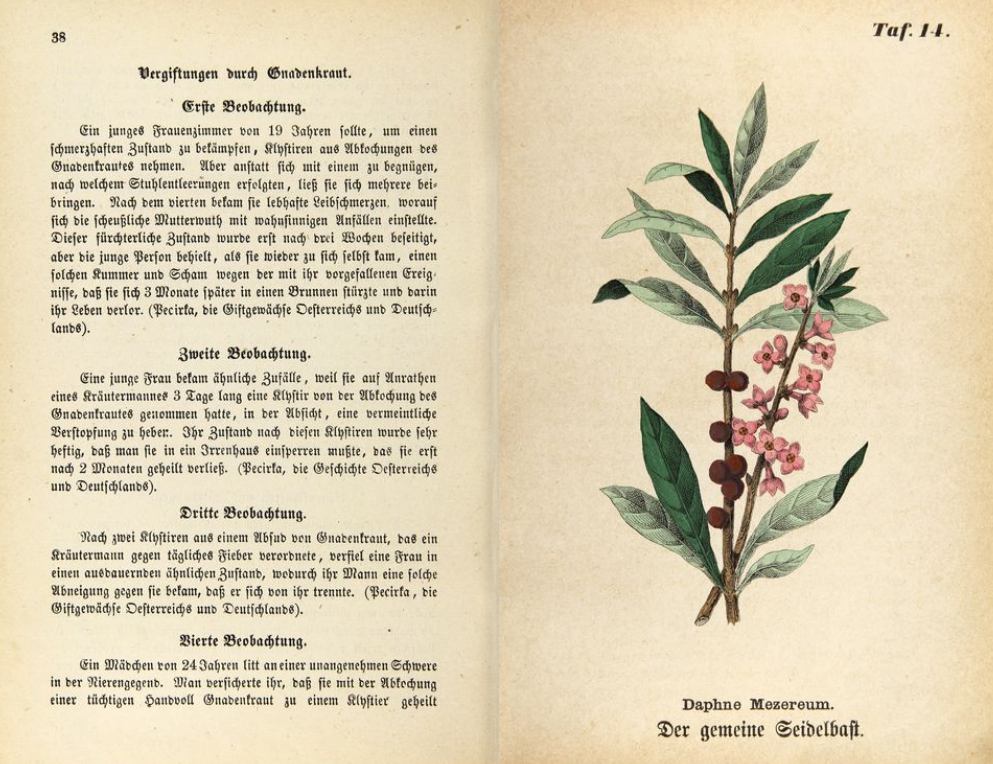 38
Vergiftungen durch Gnadenkraut.
Erste Beobachtung.
Ein junges Frauenzimmer von 19 Jahren sollte, um einen
schmerzhaften Zustand zu bekämpfen, Klystiren aus Abkochungen des
Gnadenkrautes nehmen. Aber anstatt sich mit einem zu begnügen,
nach welchem Stuhlentleerungen erfolgten, ließ sie sich mehrere bei-
bringen. Nach dem vierten bekam sie lebhafte Leibschmerzen, worauf
sich die scheußliche Mutterwuth mit wahnsinnigen Anfällen einstellte.
Dieser fürchterliche Zustand wurde erst nach drei Wochen beseitigt,
aber die junge Person behielt, als sie wieder zu sich selbst kam, einen
solchen Kummer und Scham wegen der mit ihr vorgefallenen Ereig-
nisse, daß sie sich 3 Monate später in einen Brunnen stürzte und darin
ihr Leben verlor. (Pecirka, die Giftgewächse Oesterreichs und Deutsch-
lands).
Zweite Beobachtung.
Eine junge Frau bekam ähnliche Zufälle, weil sie auf Anrathen
eines Kräutermannes 3 Tage lang eine Klystir von der Abkochung des
Gnadenkrautes genommen hatte, in der Absicht, eine vermeintliche
Verstopfung zu heben. Ihr Zustand nach diesen Klystiren wurde sehr
heftig, daß man sie in ein Irrenhaus einsperren mußte, das sie erst
nach 2 Monaten geheilt verließ. (Pecirka, die Geschichte Oesterreichs
und Deutschlands).
Dritte Beobachtung.
Nach zwei Klystiren aus einem Absud von Gnadenkraut, das ein
Kräutermann gegen tägliches Fieber verordnete, verfiel eine Frau in
einen ausdauernden ähnlichen Zustand, wodurch ihr Mann eine solche
Abneigung gegen sie bekam, daß er sich von ihr trennte. (Pecirka, die
Giftgewächse Oesterreichs und Deutschlands).
Vierte Beobachtung.
Ein Mädchen von 24 Jahren litt an einer unangenehmen Schwere
in der Nierengegend. Man versicherte ihr, daß sie mit der Abkochung
einer tüchtigen Handvoll Gnadenkraut zu einem Klystier geheilt
Taf. 14.
Daphne Mezereum.
Der gemeine Seidelbast.